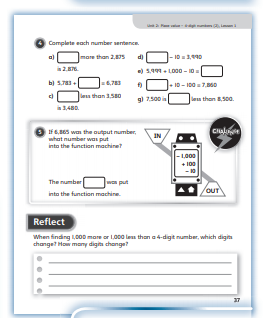 Unit 2: Place value – 4-digit numbers (2), Lesson 1
4 Complete each number sentence.
a) more than 2,875
is 2,876.
b) 5,783 + = 6,783
c) less than 3,580
is 3,480.
d) – 10 = 3,990
e) 5,999 + 1,000 – 10 =
f) + 10 – 100 = 7,860
g) 7,500 is less than 8,500.
5 If 6,865 was the output number,
what number was put
into the function machine?
The number was put
into the function machine.
IN
– 1,000
+ 100
– 10
OUT
Challenge
Reflect
When finding 1,000 more or 1,000 less than a 4-digit number, which digits
change? How many digits change?
37